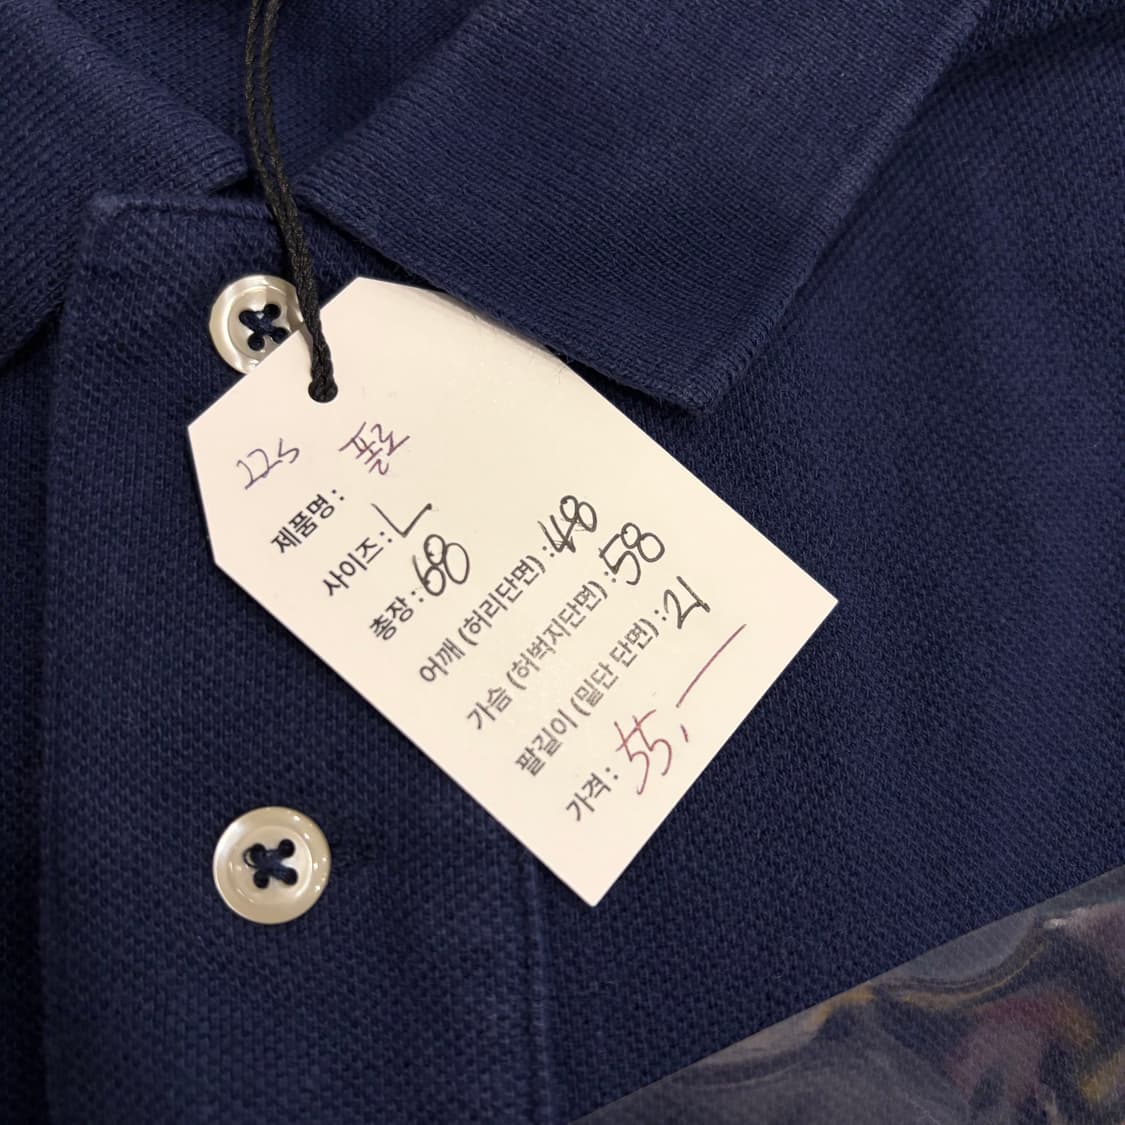 225 폴로
제품명 :
사이즈 : L
총장 : 68
어깨 (허리단면) : 48
가슴 (허벅지단면) : 58
팔길이 (밑단 단면) : 21
가격 : 55,—